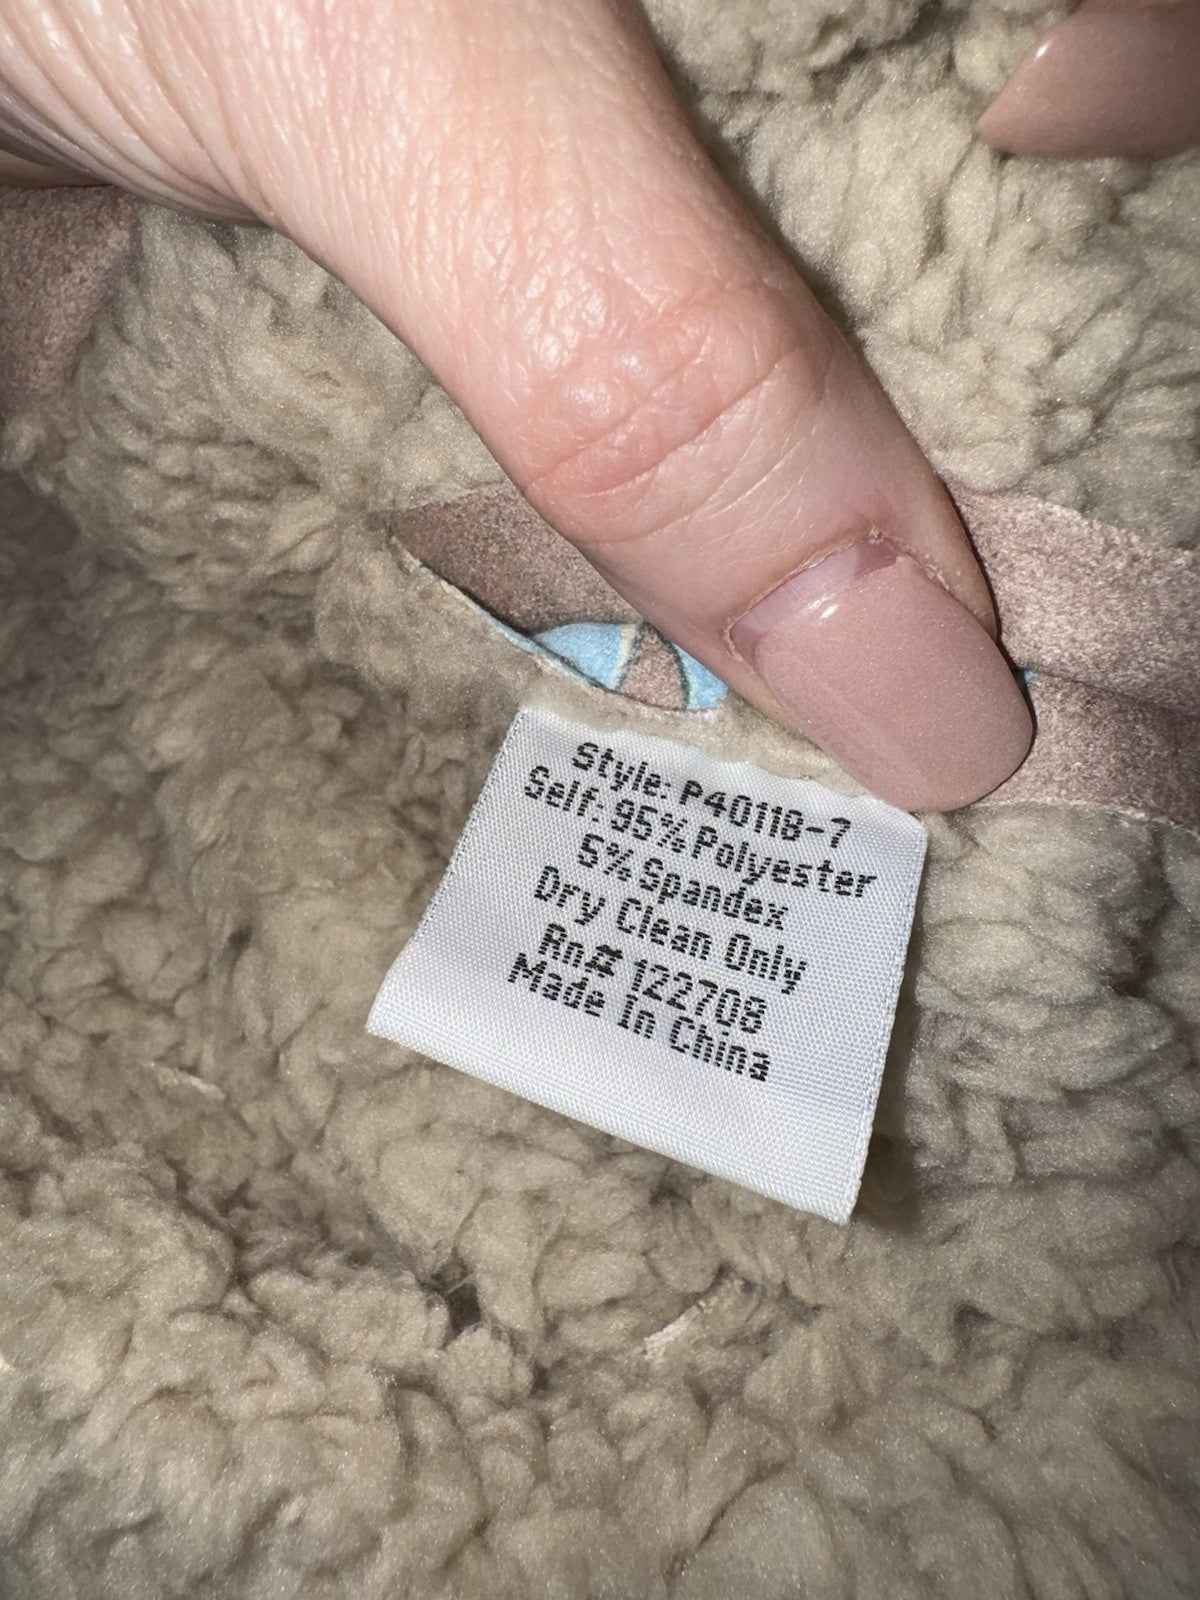 Style: P40118-7
Self: 95% Polyester
5% Spandex
Dry Clean Only
Rn# 122708
Made In China